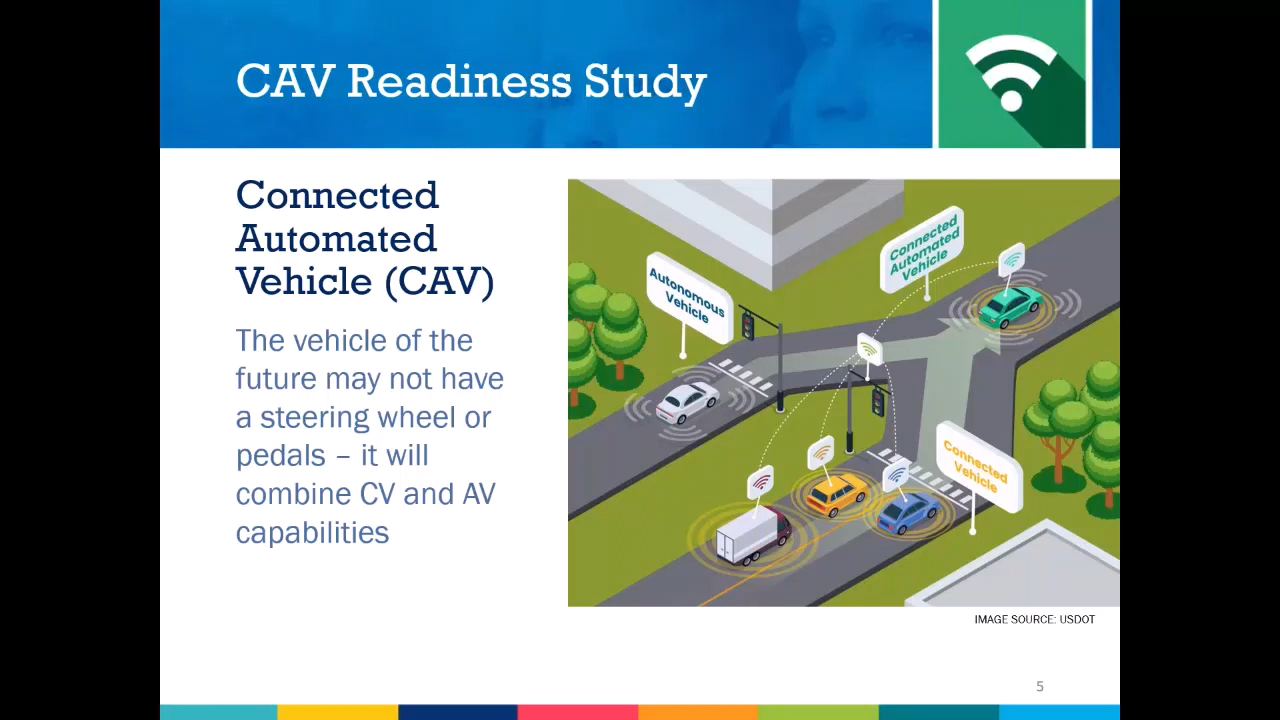 CAV Readiness Study
Connected
Automated
Vehicle (CAV)
The vehicle of the
future may not have
a steering wheel or
pedals – it will
combine CV and AV
capabilities
Autonomous
Vehicle
Connected
Automated
Vehicle
Connected
Vehicle
IMAGE SOURCE: USDOT
5